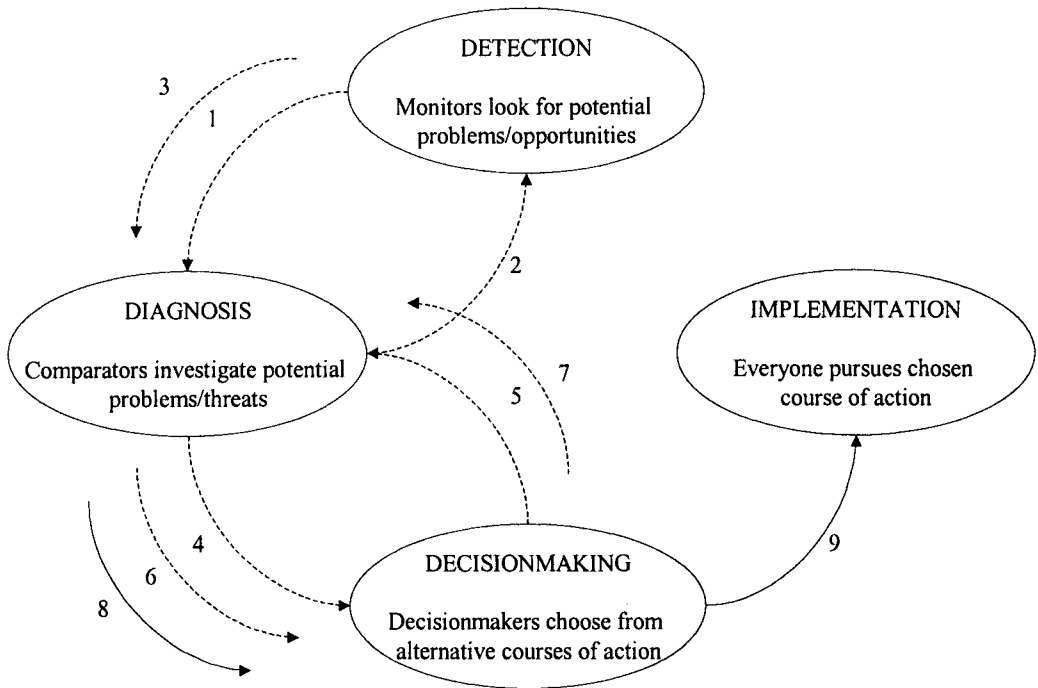 DETECTION
Monitors look for potential
problems/opportunities
3
1
2
DIAGNOSIS
Comparators investigate potential
problems/threats
IMPLEMENTATION
Everyone pursues chosen
course of action
7
5
4
6
8
9
DECISIONMAKING
Decisionmakers choose from
alternative courses of action